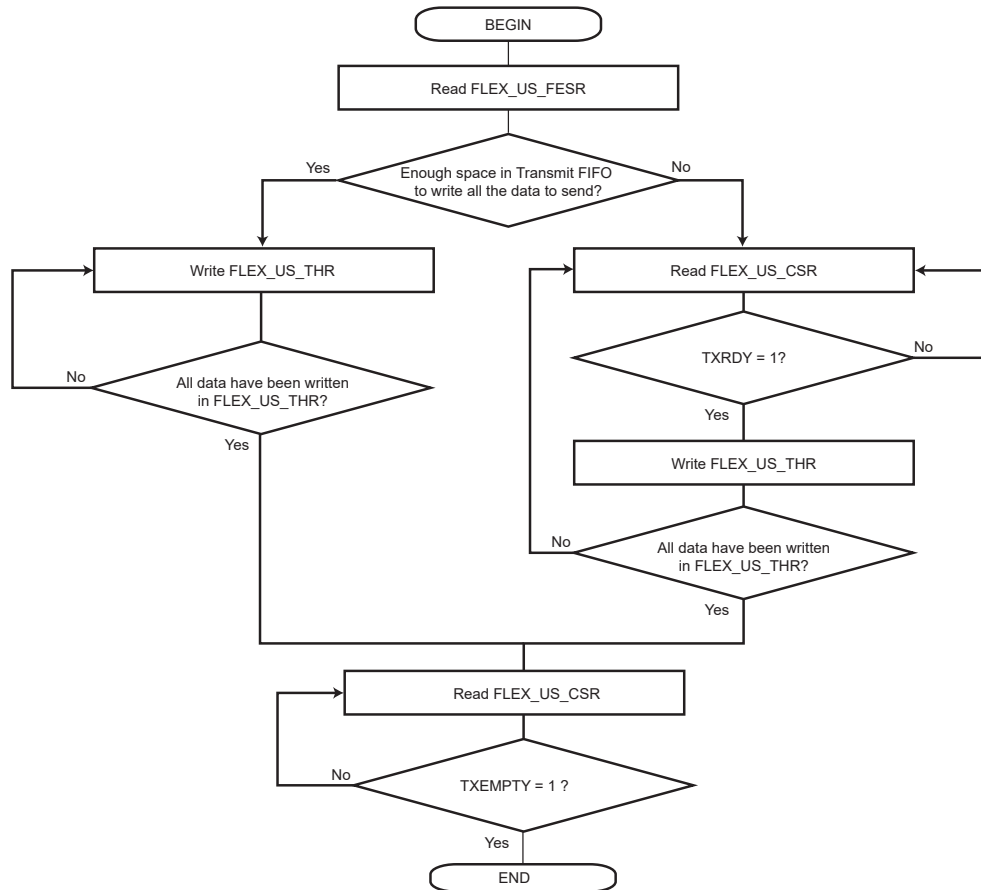 BEGIN
Read FLEX_US_FESR
Yes
Enough space in Transmit FIFO
to write all the data to send?
No
Write FLEX_US_THR
Read FLEX_US_CSR
No
All data have been written
in FLEX_US_THR?
Yes
TXRDY = 1?
No
Yes
Write FLEX_US_THR
No
All data have been written
in FLEX_US_THR?
Yes
Read FLEX_US_CSR
No
TXEMPTY = 1 ?
Yes
END